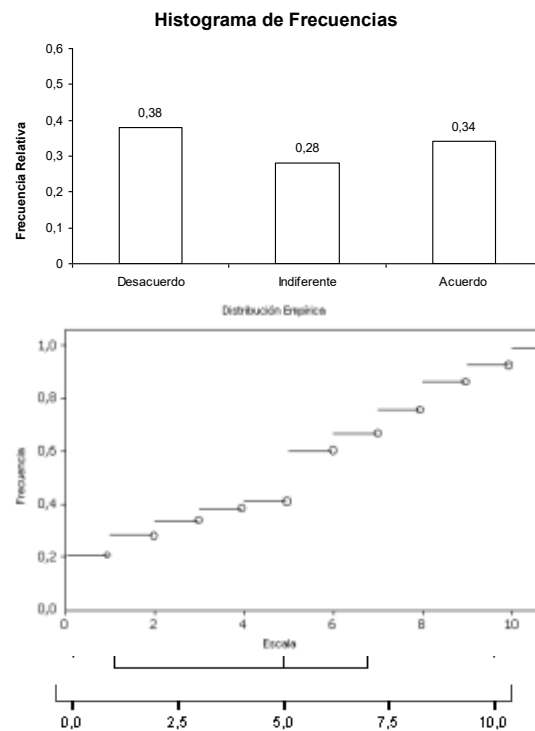 Histograma de Frecuencias
Frecuencia Relativa
0,6
0,5
0,4
0,3
0,2
0,1
0
0,38
0,28
0,34
Desacuerdo Indiferente Acuerdo
Distribución Empírica
Frecuencia
1,0
0,8
0,6
0,4
0,2
0,0
0 2 4 6 8 10
Escala
0,0 2,5 5,0 7,5 10,0